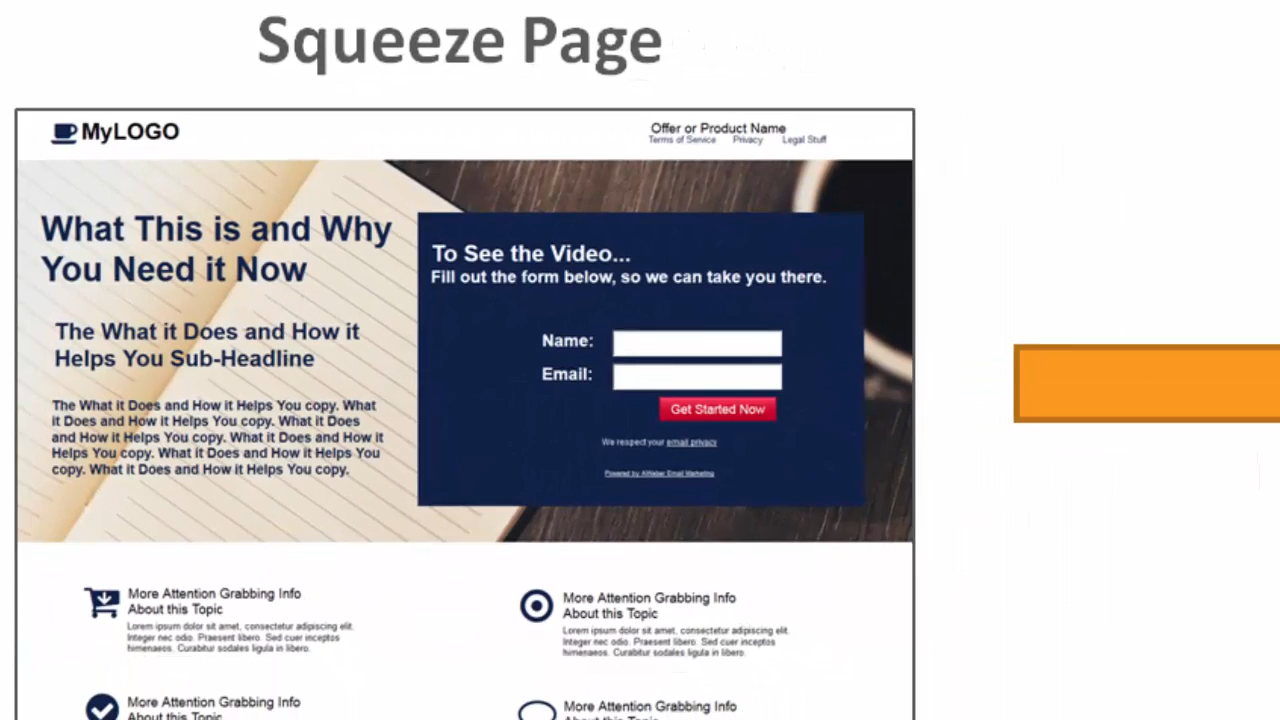 Squeeze Page
MyLOGO
Offer or Product Name
Terms of Service Privacy Legal Stuff
What This is and Why
You Need it Now
The What it Does and How it
Helps You Sub-Headline
The What it Does and How it Helps You copy. What
it Does and How it Helps You copy. What it Does
and How it Helps You copy. What it Does and How it
Helps You copy. What it Does and How it Helps You
copy. What it Does and How it Helps You copy.
To See the Video...
Fill out the form below, so we can take you there.
Name:
Email:
Get Started Now
We respect your email privacy
Powered by AWeber Email Marketing
More Attention Grabbing Info
About this Topic
Lorem ipsum dolor sit amet, consectetur adipiscing elit.
Integer nec odio. Praesent libero. Sed cuer inceptos
himenaeos. Curabitur sodales ligula in libero.
More Attention Grabbing Info
About this Topic
Lorem ipsum dolor sit amet, consectetur adipiscing elit.
Integer nec odio. Praesent libero. Sed cuer inceptos
himenaeos. Curabitur sodales ligula in libero.
More Attention Grabbing Info
About this Topic
More Attention Grabbing Info
About this Topic